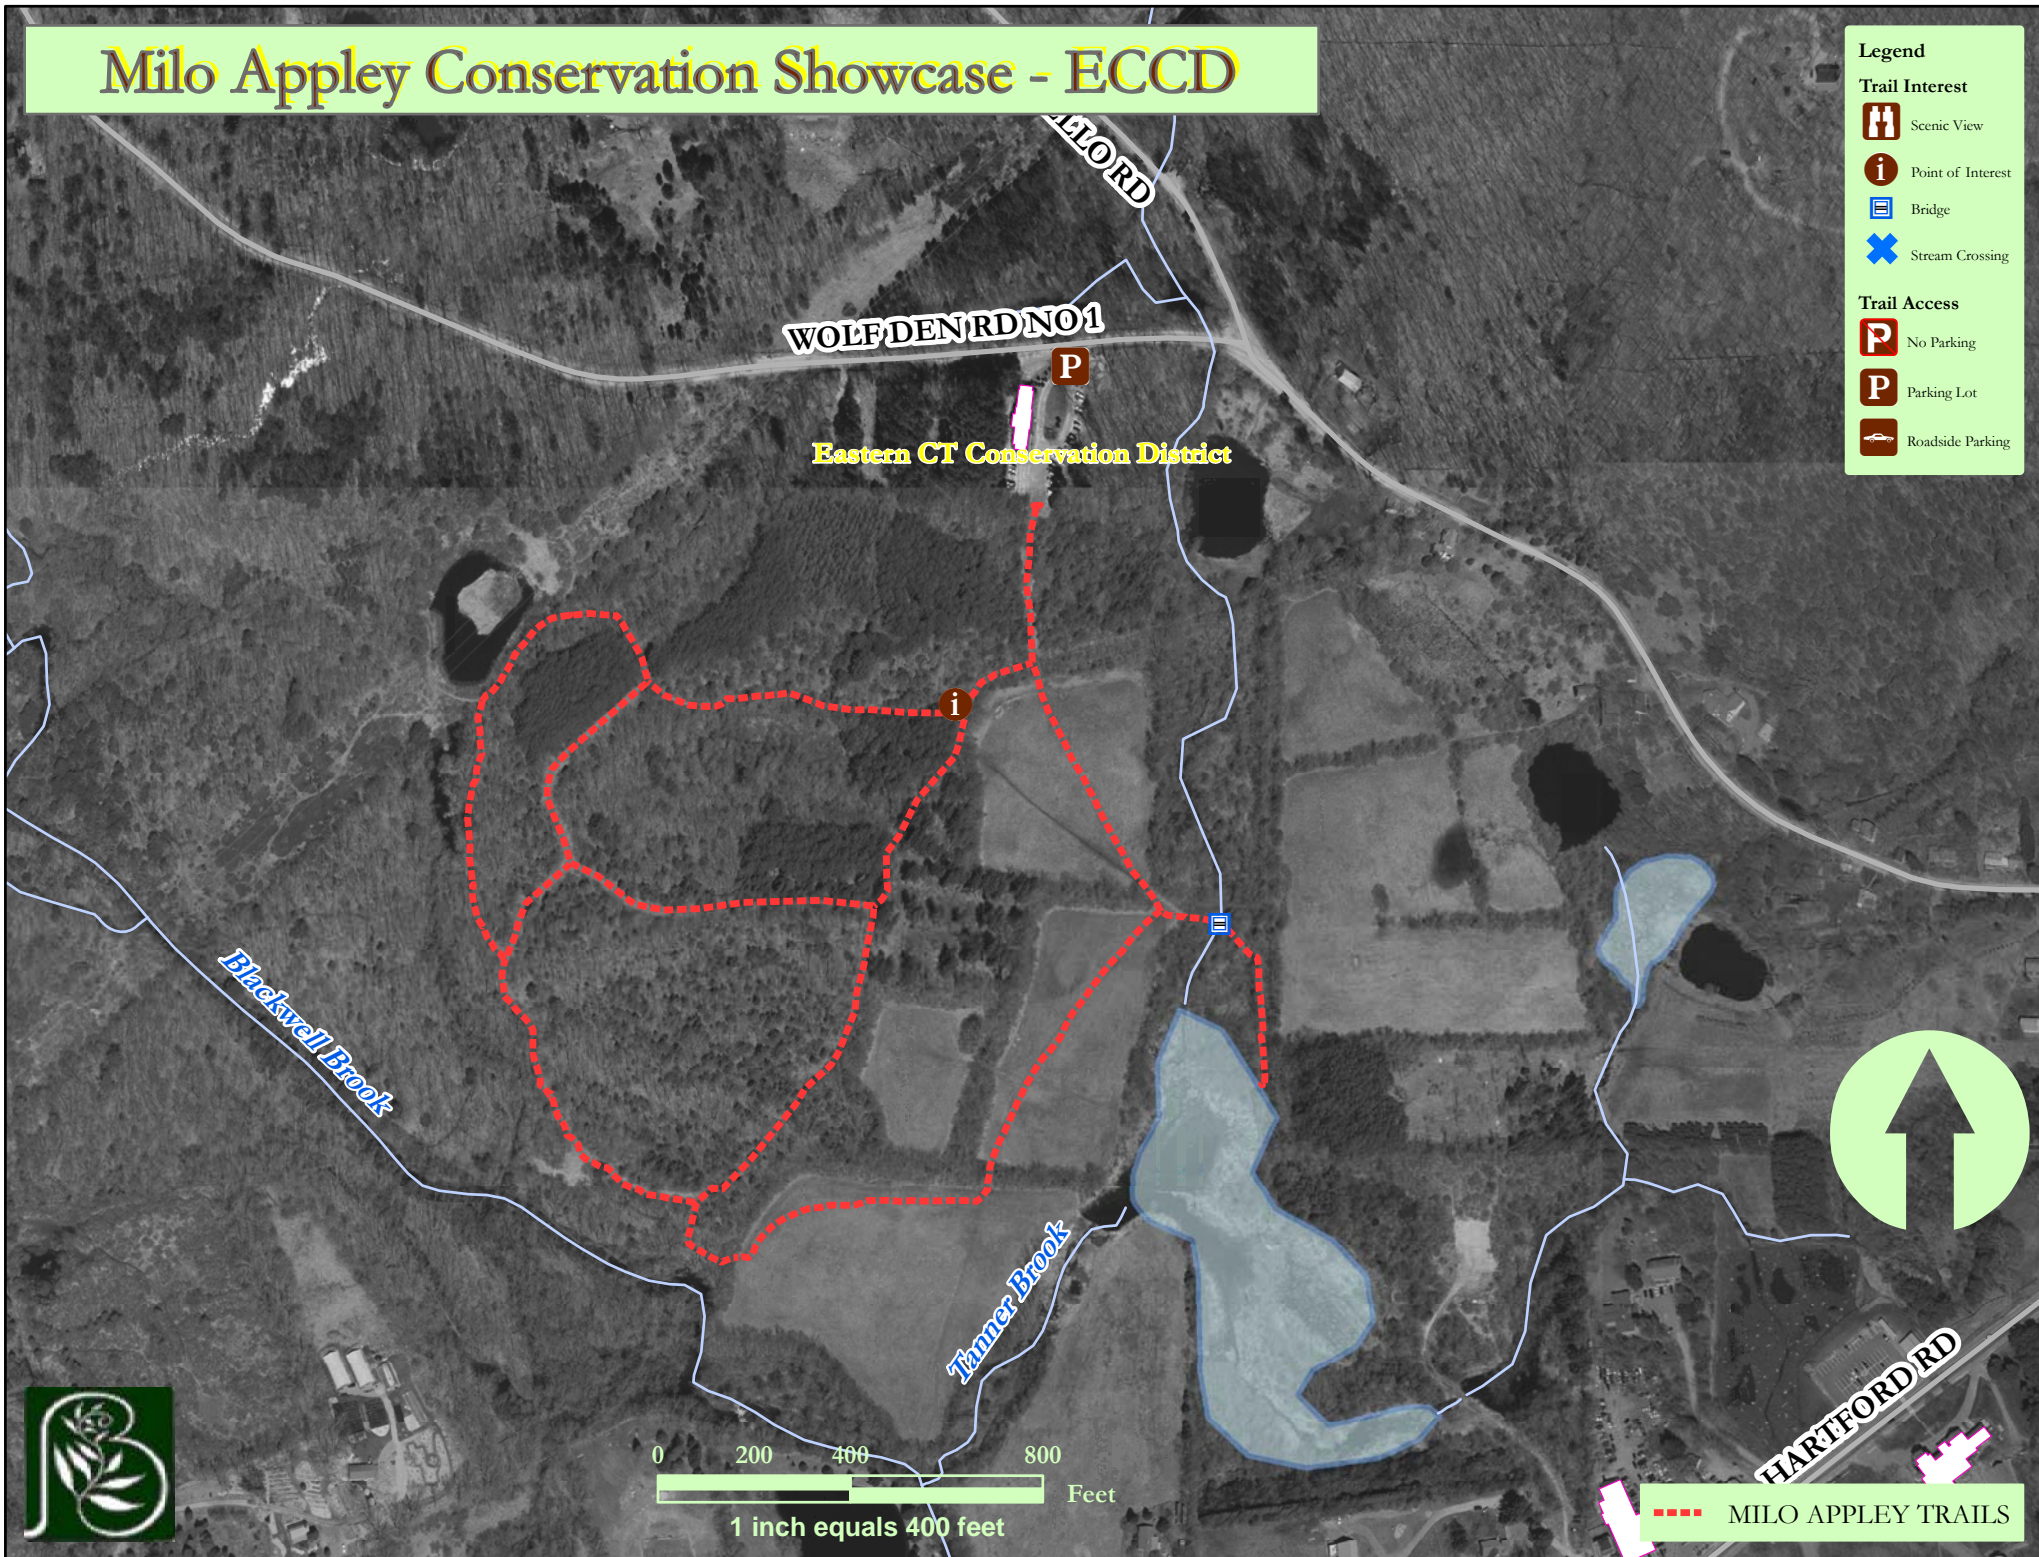 Milo Appley Conservation Showcase - ECCD
Legend
Trail Interest
Scenic View
i
Point of Interest
Bridge
Stream Crossing
Trail Access
P
No Parking
P
Parking Lot
Roadside Parking
LLO RD
WOLF DEN RD NO 1
P
Eastern CT Conservation District
i
Blackwell Brook
Tanner Brook
HARTFORD RD
0 200 400 800
Feet
1 inch equals 400 feet
MILO APPLEY TRAILS